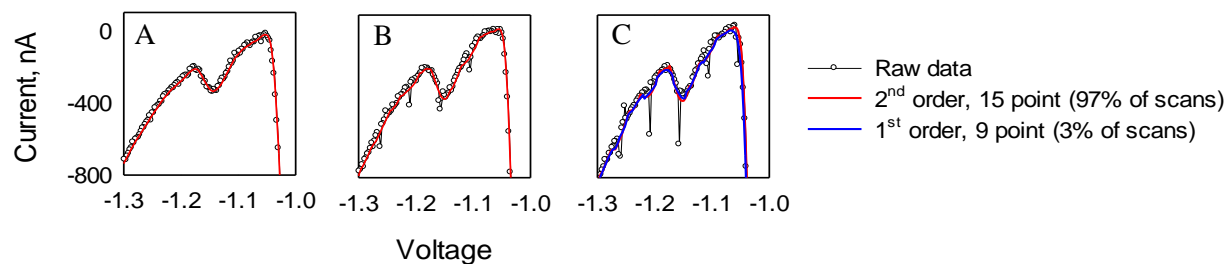 A
B
C
0
-400
-800
Current, nA
-1.3 -1.2 -1.1 -1.0
-1.3 -1.2 -1.1 -1.0
-1.3 -1.2 -1.1 -1.0
Voltage
Raw data
2nd order, 15 point (97% of scans)
1st order, 9 point (3% of scans)